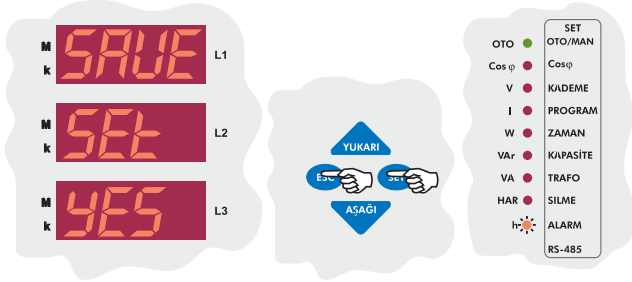 M
k
SAVE
L1
M
k
SEt
L2
M
k
YES
L3
YUKARI
ESC
SET
AŞAĞI
SET
OTO OTO/MAN
Cos φ Cosφ
V KADEME
I PROGRAM
W ZAMAN
VAr KAPASİTE
VA TRAFO
HAR SILME
h ALARM
RS-485